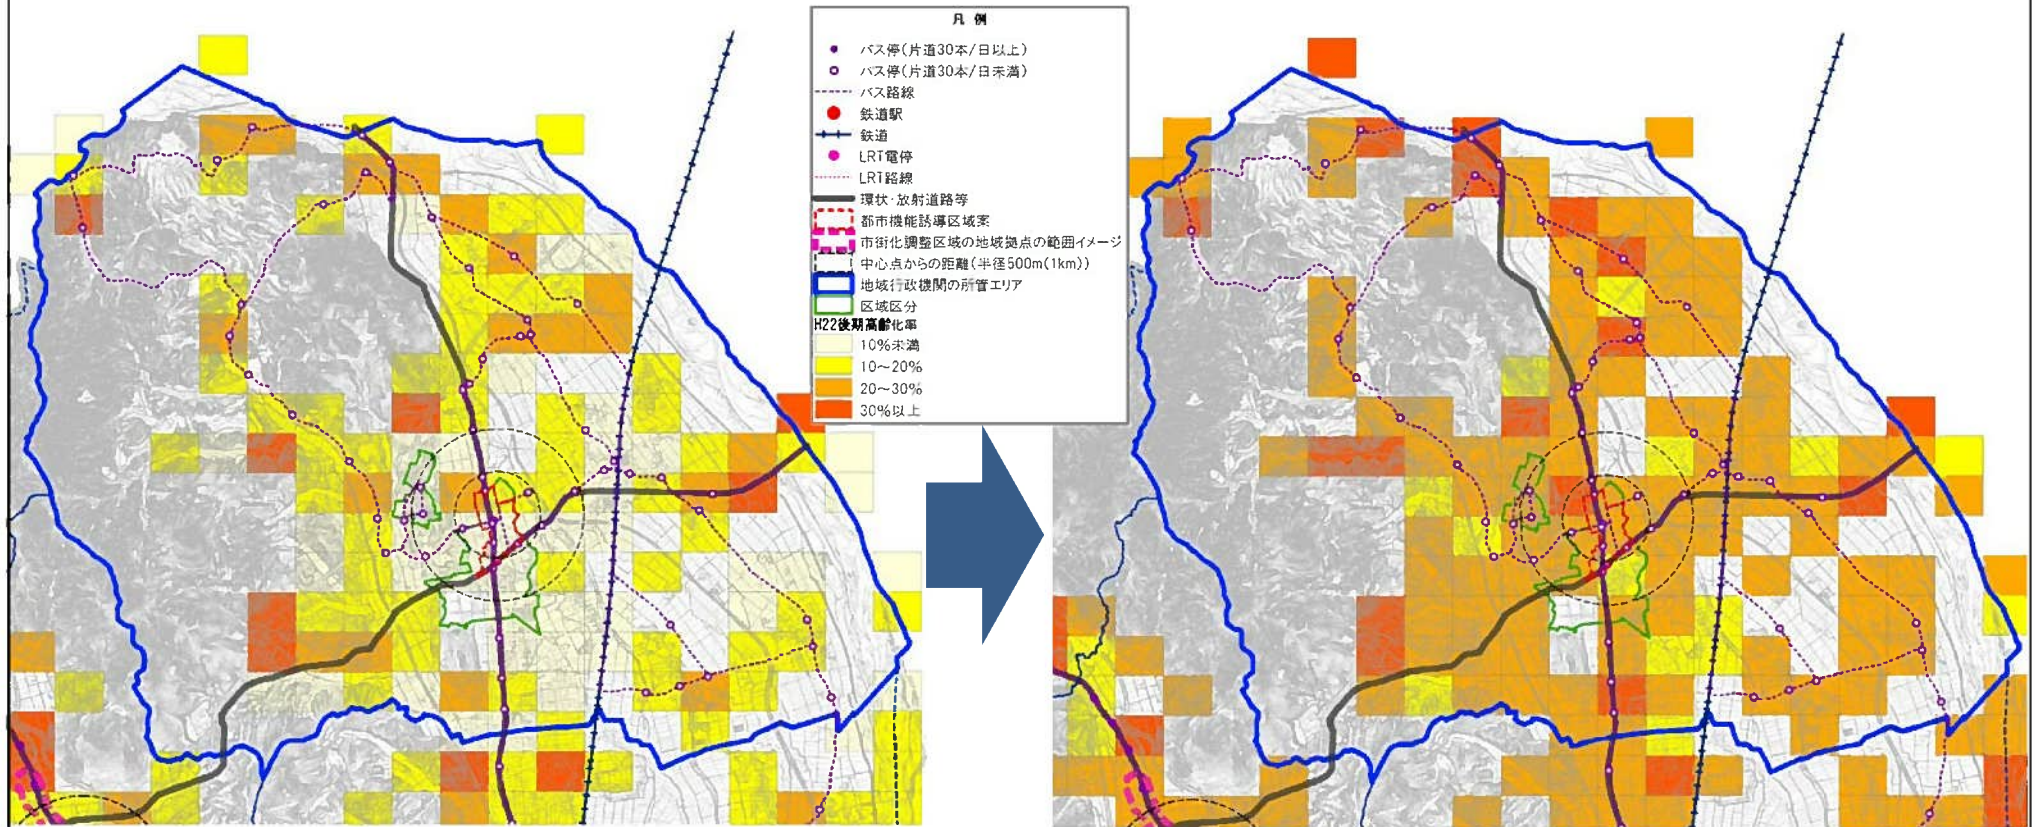 凡 例
バス停(片道30本/日以上)
バス停(片道30本/日未満)
バス路線
鉄道駅
鉄道
LRT電停
LRT路線
環状・放射道路等
都市機能誘導区域案
市街化調整区域の地域拠点の範囲イメージ
中心点からの距離(半径500m(1km))
地域行政機関の所管エリア
区域区分
H22後期高齢化率
10%未満
10～20%
20～30%
30%以上